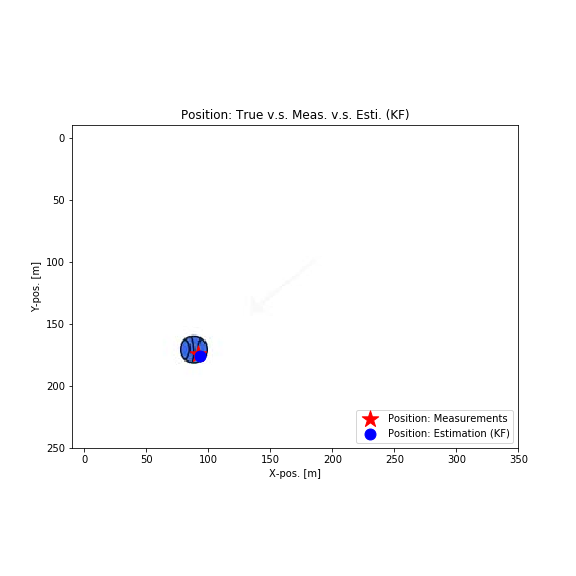 Position: True v.s. Meas. v.s. Esti. (KF)
0
50
100
150
200
250
Y-pos. [m]
Position: Measurements
Position: Estimation (KF)
0
50
100
150
200
250
300
350
X-pos. [m]